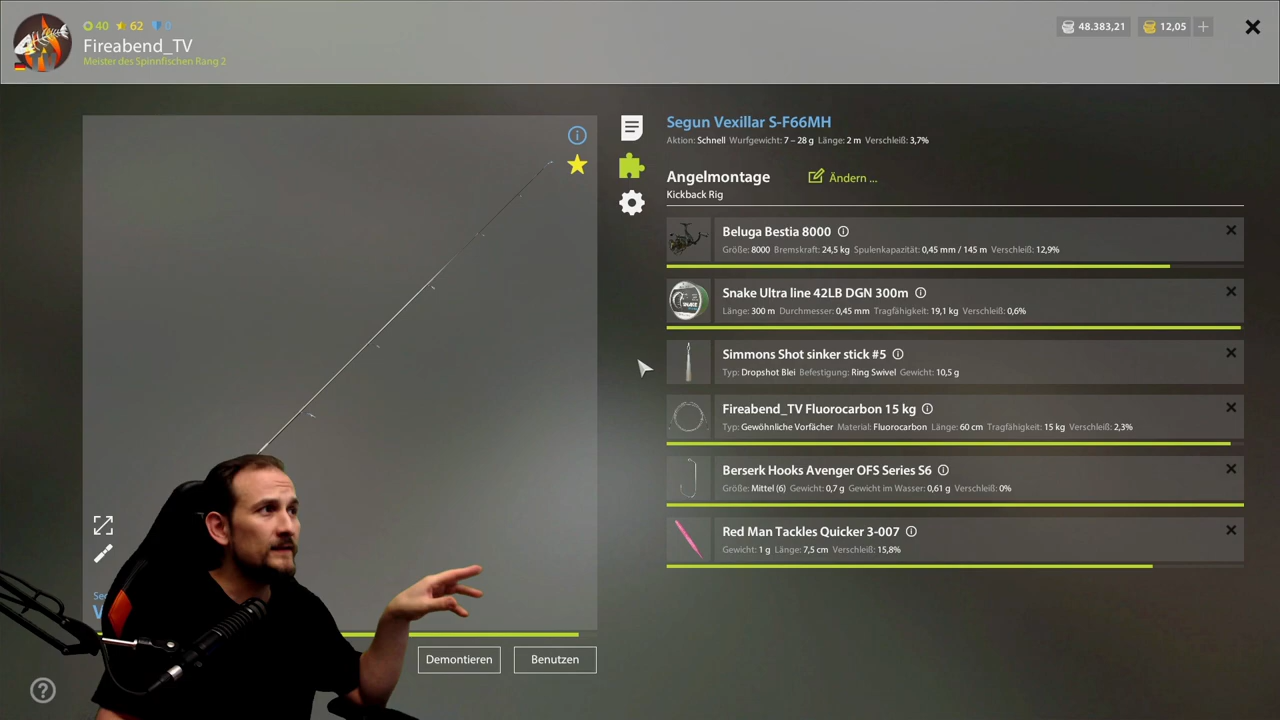 40 62 0
Fireabend_TV
Meister des Spinnfischen Rang 2
48.383,21 12,05 +
Segun Vexillar S-F66MH
Aktion: Schnell Wurfgewicht: 7 – 28 g Länge: 2 m Verschleiß: 3,7%
Angelmontage Ändern ...
Kickback Rig
Beluga Bestia 8000
Größe: 8000 Bremskraft: 24,5 kg Spulenkapazität: 0,45 mm / 145 m Verschleiß: 12,9%
Snake Ultra line 42LB DGN 300m
Länge: 300 m Durchmesser: 0,45 mm Tragfähigkeit: 19,1 kg Verschleiß: 0,6%
Simmons Shot sinker stick #5
Typ: Dropshot Blei Befestigung: Ring Swivel Gewicht: 10,5 g
Fireabend_TV Fluorocarbon 15 kg
Typ: Gewöhnliche Vorfächer Material: Fluorocarbon Länge: 60 cm Tragfähigkeit: 15 kg Verschleiß: 2,3%
Berserk Hooks Avenger OFS Series S6
Größe: Mittel (6) Gewicht: 0,7 g Gewicht im Wasser: 0,61 g Verschleiß: 0%
Red Man Tackles Quicker 3-007
Gewicht: 1 g Länge: 7,5 cm Verschleiß: 15,8%
Se
V
Demontieren Benutzen
?